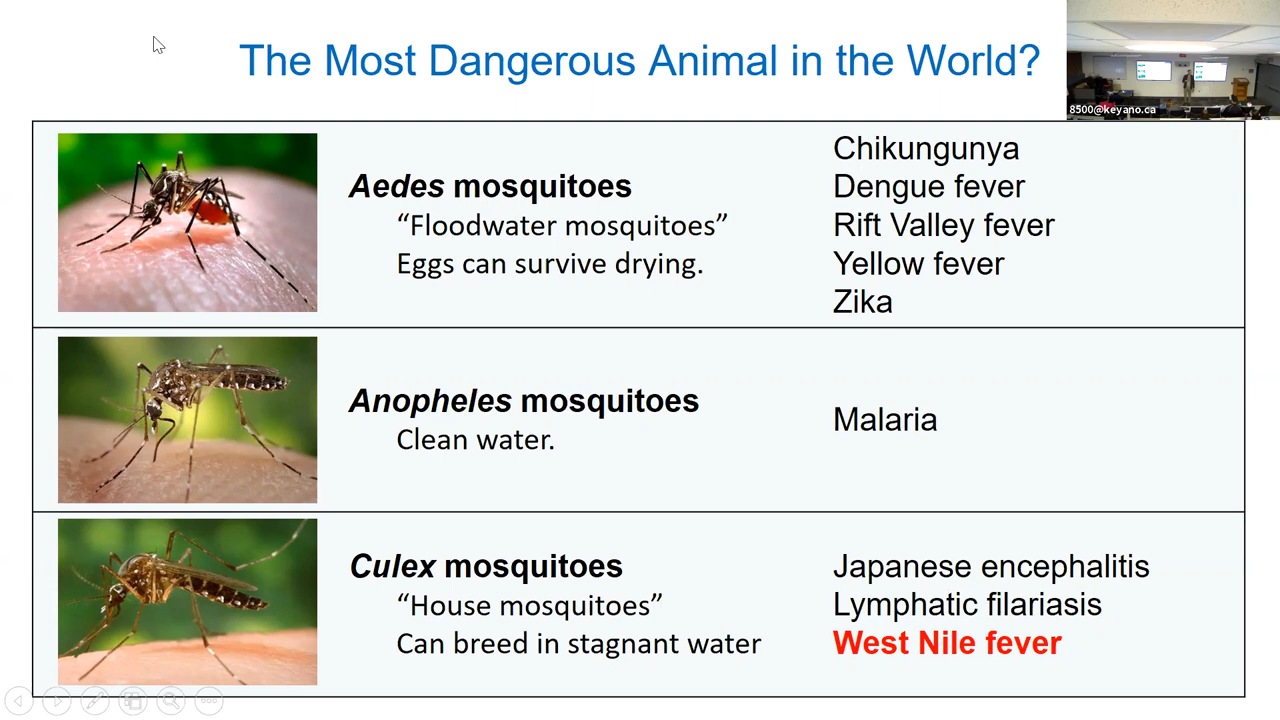 The Most Dangerous Animal in the World?
8500@keyano.ca
Aedes mosquitoes
“Floodwater mosquitoes”
Eggs can survive drying.
Chikungunya
Dengue fever
Rift Valley fever
Yellow fever
Zika
Anopheles mosquitoes
Clean water.
Malaria
Culex mosquitoes
“House mosquitoes”
Can breed in stagnant water
Japanese encephalitis
Lymphatic filariasis
West Nile fever